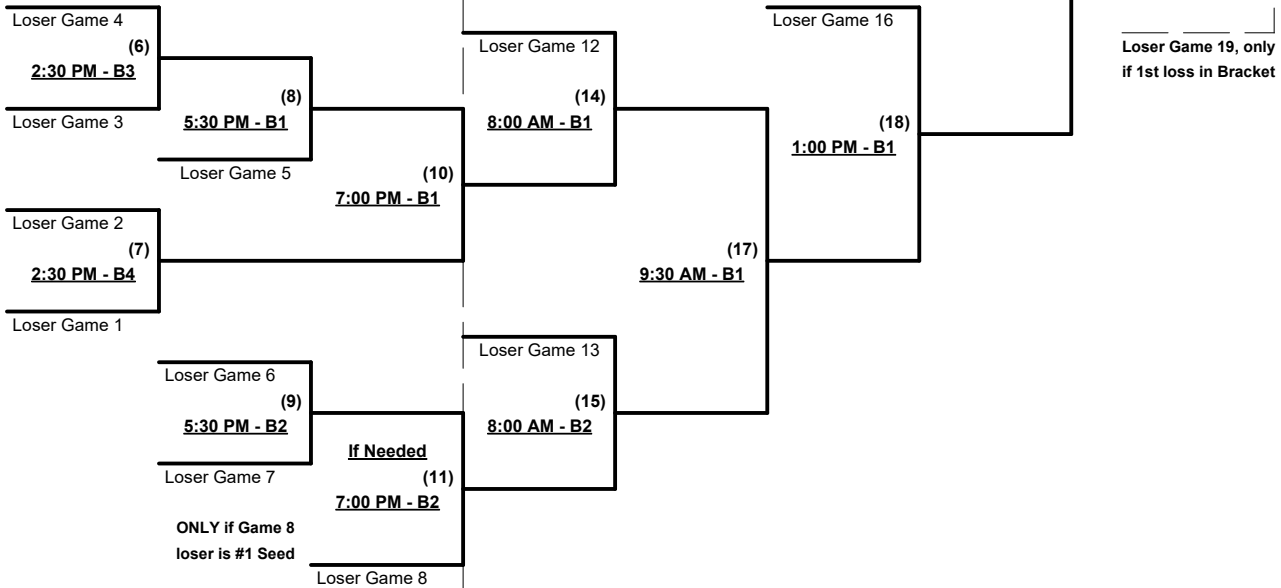 Loser Game 4
(6)
2:30 PM - B3
Loser Game 3
(8)
5:30 PM - B1
Loser Game 5
(10)
7:00 PM - B1
Loser Game 2
(7)
2:30 PM - B4
Loser Game 1
Loser Game 6
(9)
5:30 PM - B2
Loser Game 7
If Needed
(11)
7:00 PM - B2
ONLY if Game 8
loser is #1 Seed
Loser Game 8
Loser Game 12
(14)
8:00 AM - B1
(17)
9:30 AM - B1
Loser Game 13
(15)
8:00 AM - B2
Loser Game 16
(18)
1:00 PM - B1
Loser Game 19, only
if 1st loss in Bracket